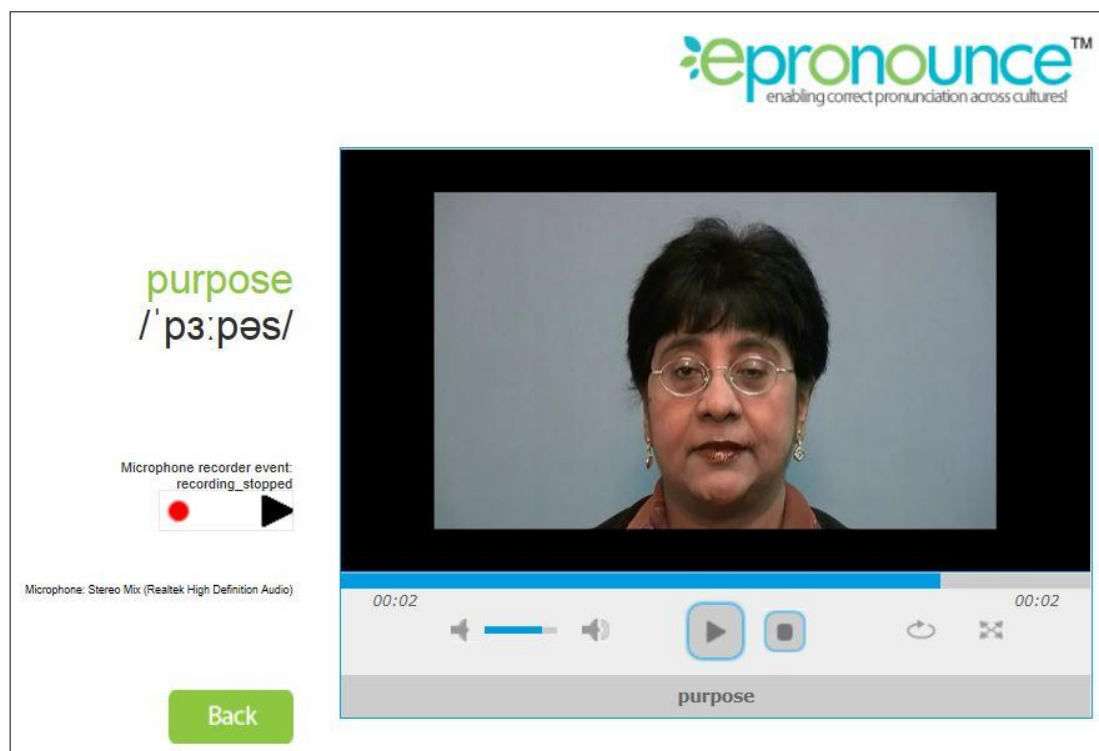 epronounce™
enabling correct pronunciation across cultures!
purpose
/ˈpɜːpəs/
Microphone recorder event:
recording_stopped
Microphone: Stereo Mix (Realtek High Definition Audio)
00:02
00:02
purpose
Back